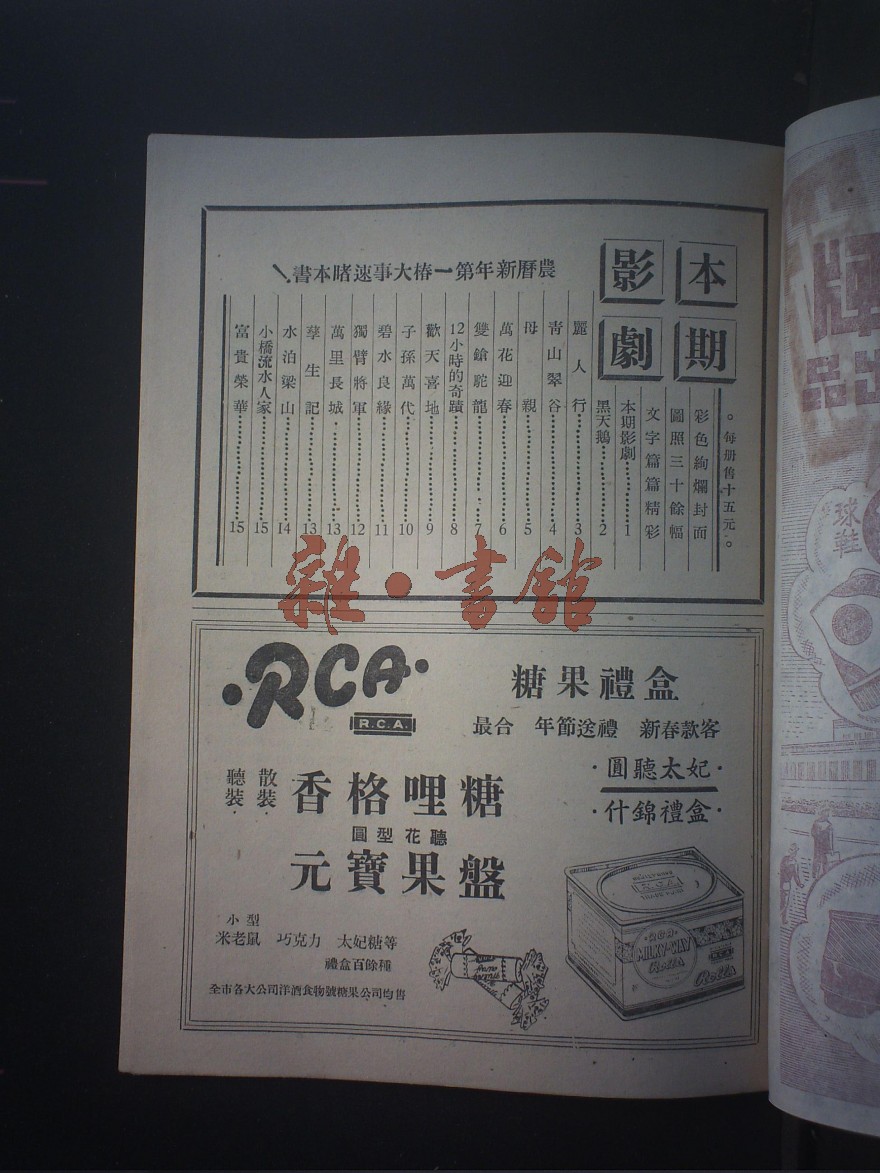 本期
影劇
農曆新年第一樁大事速睹本書
。每册售十五元。
彩色絢爛封面
圖照三十餘幅
文字篇篇精彩
本期影劇……1
黑天鵝……2
麗人行……3
青山翠谷……4
母親……5
萬花迎春……6
雙鎗駝龍……7
12小時的奇蹟……8
歡天喜地……9
子孫萬代……10
碧水良緣……11
獨臂將軍……12
萬里長城……13
孽生記……13
水泊梁山……14
小橋流水人家……15
富貴榮華……15
雜·書館
·RCA·
R.C.A.
糖果禮盒
最合 年節送禮 新春款客
·圓聽太妃·
·什錦禮盒·
散裝·
聽裝·
香格哩糖
圓型花聽
元寶果盤
小型
米老鼠 巧克力 太妃糖等
禮盒百餘種
全市各大公司洋酒食物號糖果公司均售
RCA
MILKY-WAY
Rolls
RCA
Rolls
牌
出品
球鞋